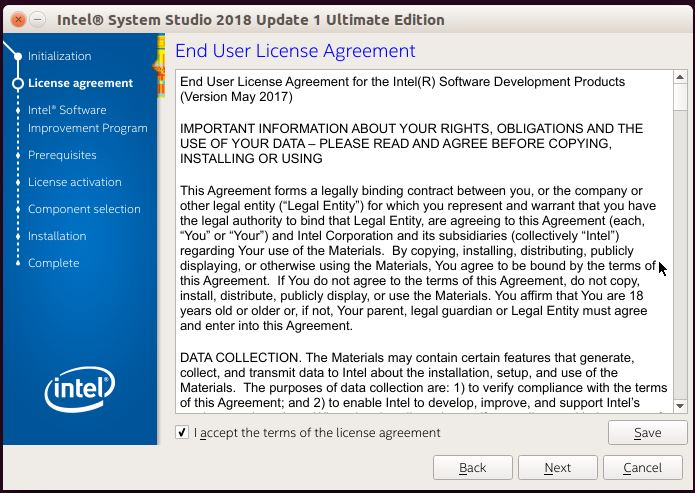 Intel® System Studio 2018 Update 1 Ultimate Edition
Initialization
License agreement
Intel® Software
Improvement Program
Prerequisites
License activation
Component selection
Installation
Complete
intel
End User License Agreement
End User License Agreement for the Intel(R) Software Development Products
(Version May 2017)
IMPORTANT INFORMATION ABOUT YOUR RIGHTS, OBLIGATIONS AND THE
USE OF YOUR DATA – PLEASE READ AND AGREE BEFORE COPYING,
INSTALLING OR USING
This Agreement forms a legally binding contract between you, or the company or
other legal entity (“Legal Entity”) for which you represent and warrant that you have
the legal authority to bind that Legal Entity, are agreeing to this Agreement (each,
“You” or “Your”) and Intel Corporation and its subsidiaries (collectively “Intel”)
regarding Your use of the Materials.  By copying, installing, distributing, publicly
displaying, or otherwise using the Materials, You agree to be bound by the terms of
this Agreement.  If You do not agree to the terms of this Agreement, do not copy,
install, distribute, publicly display, or use the Materials. You affirm that You are 18
years old or older or, if not, Your parent, legal guardian or Legal Entity must agree
and enter into this Agreement.
DATA COLLECTION. The Materials may contain certain features that generate,
collect, and transmit data to Intel about the installation, setup, and use of the
Materials.  The purposes of data collection are: 1) to verify compliance with the terms
of this Agreement; and 2) to enable Intel to develop, improve, and support Intel’s
I accept the terms of the license agreement
Save
Back
Next
Cancel